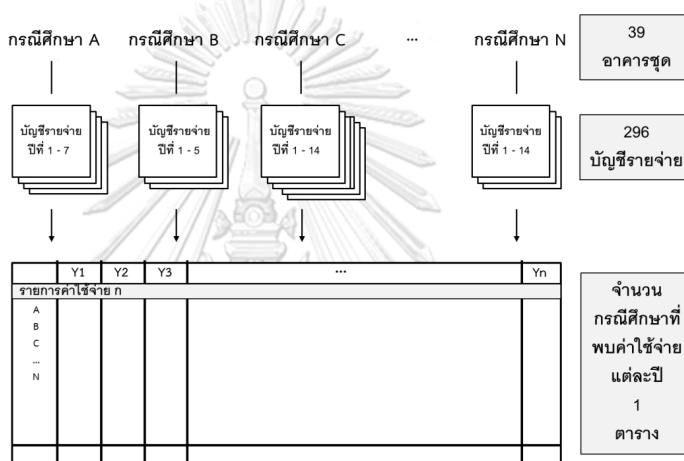 กรณีศึกษา A กรณีศึกษา B กรณีศึกษา C ... กรณีศึกษา N
39
อาคารชุด
บัญชีรายจ่าย บัญชีรายจ่าย บัญชีรายจ่าย บัญชีรายจ่าย
ปีที่ 1 - 7 ปีที่ 1 - 5 ปีที่ 1 - 14 ปีที่ 1 - 14
296
บัญชีรายจ่าย
Y1 Y2 Y3 ... Yn
รายการค่าใช้จ่าย n
A
B
C
...
N
จำนวน
กรณีศึกษาที่
พบค่าใช้จ่าย
แต่ละปี
1
ตาราง